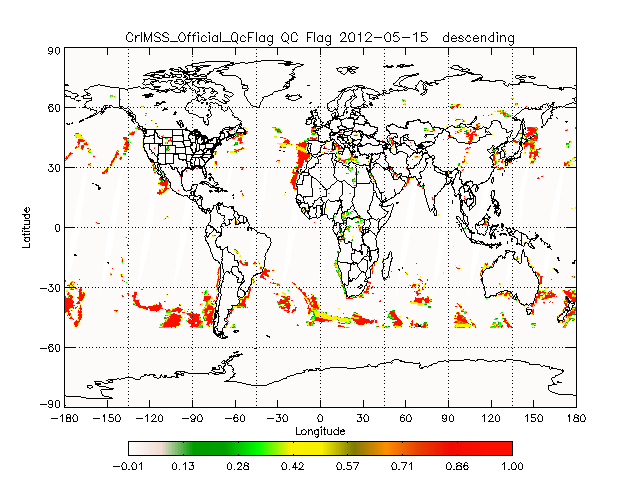 CrIMSS_Official_QcFlag QC Flag 2012-05-15 descending
90
60
30
0
-30
-60
-90
Latitude
-180 -150 -120 -90 -60 -30 0 30 60 90 120 150 180
Longitude
-0.01 0.13 0.28 0.42 0.57 0.71 0.86 1.00